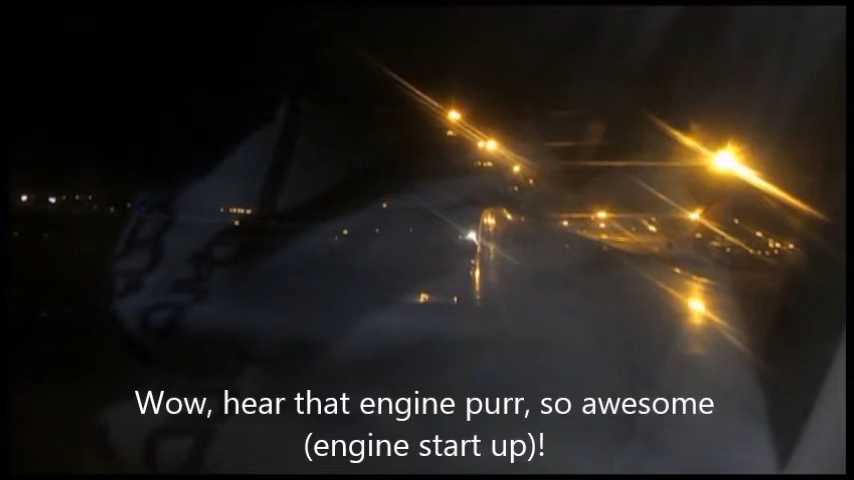 Wow, hear that engine purr, so awesome
(engine start up)!